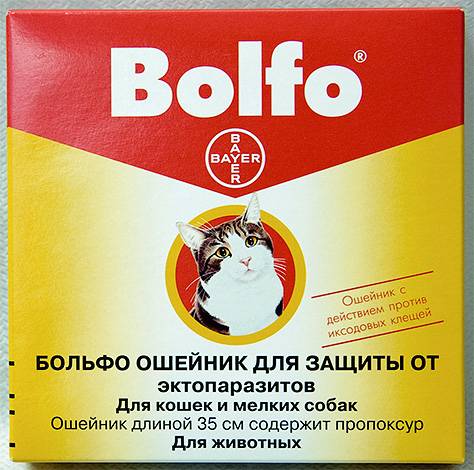 Bolfo®
BAYER
BAYER
Ошейник с
действием против
иксодовых клещей
БОЛЬФО ОШЕЙНИК ДЛЯ ЗАЩИТЫ ОТ
эктопаразитов
Для кошек и мелких собак
Ошейник длиной 35 см содержит пропоксур
Для животных